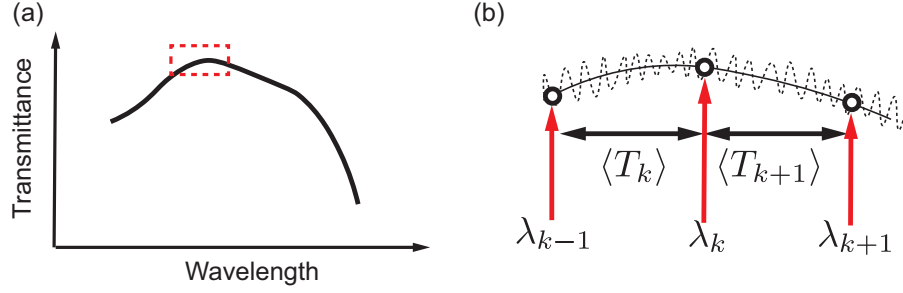 (a)
Transmittance
Wavelength
(b)
⟨T_k⟩
⟨T_{k+1}⟩
λ_{k−1}
λ_k
λ_{k+1}